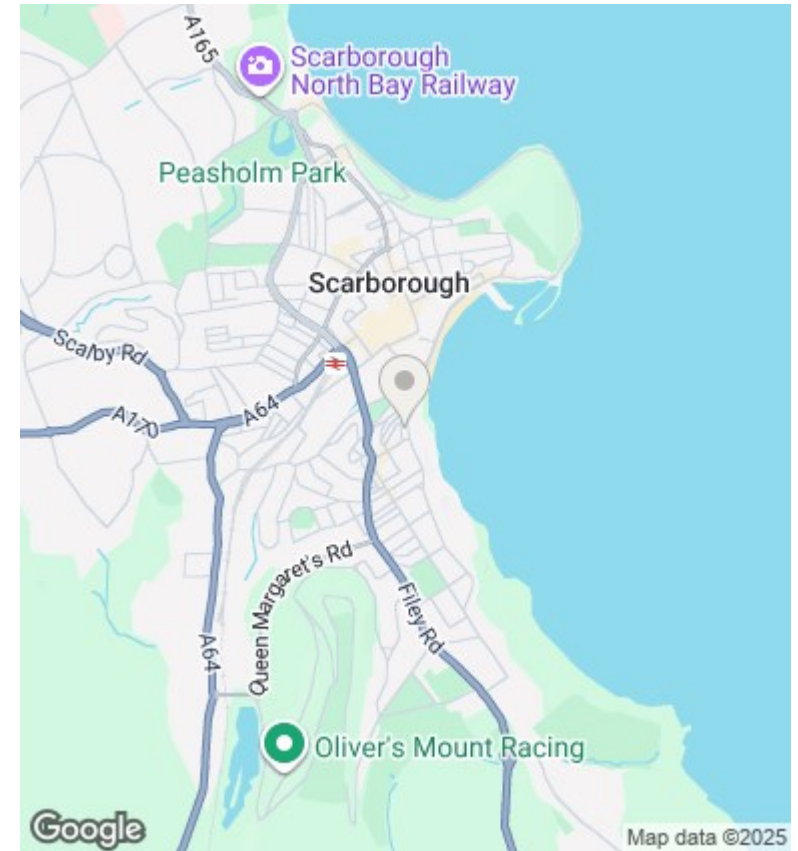 A165
Scarborough
North Bay Railway
Peasholm Park
Scarborough
Scalby Rd
A64
A170
Queen Margaret's Rd
Filey Rd
A64
Oliver's Mount Racing
Google
Map data ©2025